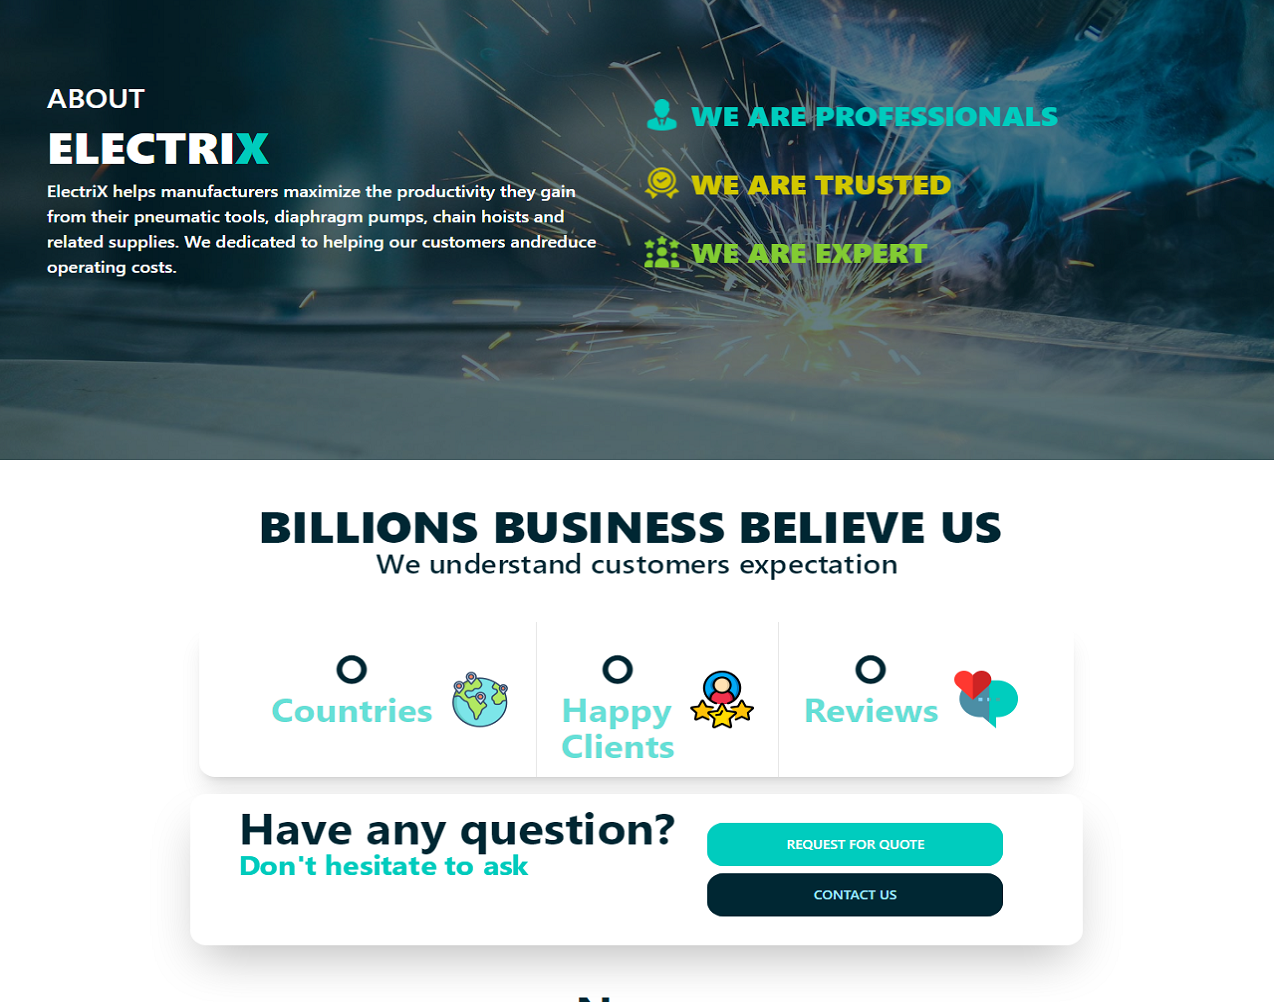 ABOUT
ELECTRIX
ElectriX helps manufacturers maximize the productivity they gain
from their pneumatic tools, diaphragm pumps, chain hoists and
related supplies. We dedicated to helping our customers andreduce
operating costs.
WE ARE PROFESSIONALS
WE ARE TRUSTED
WE ARE EXPERT
BILLIONS BUSINESS BELIEVE US
We understand customers expectation
0
Countries
0
Happy
Clients
0
Reviews
Have any question?
Don't hesitate to ask
REQUEST FOR QUOTE
CONTACT US